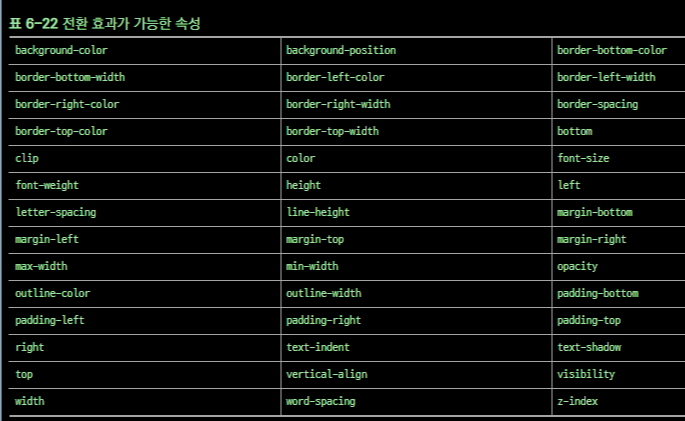 표 6-22 전환 효과가 가능한 속성
background-color background-position border-bottom-color
border-bottom-width border-left-color border-left-width
border-right-color border-right-width border-spacing
border-top-color border-top-width bottom
clip color font-size
font-weight height left
letter-spacing line-height margin-bottom
margin-left margin-top margin-right
max-width min-width opacity
outline-color outline-width padding-bottom
padding-left padding-right padding-top
right text-indent text-shadow
top vertical-align visibility
width word-spacing z-index